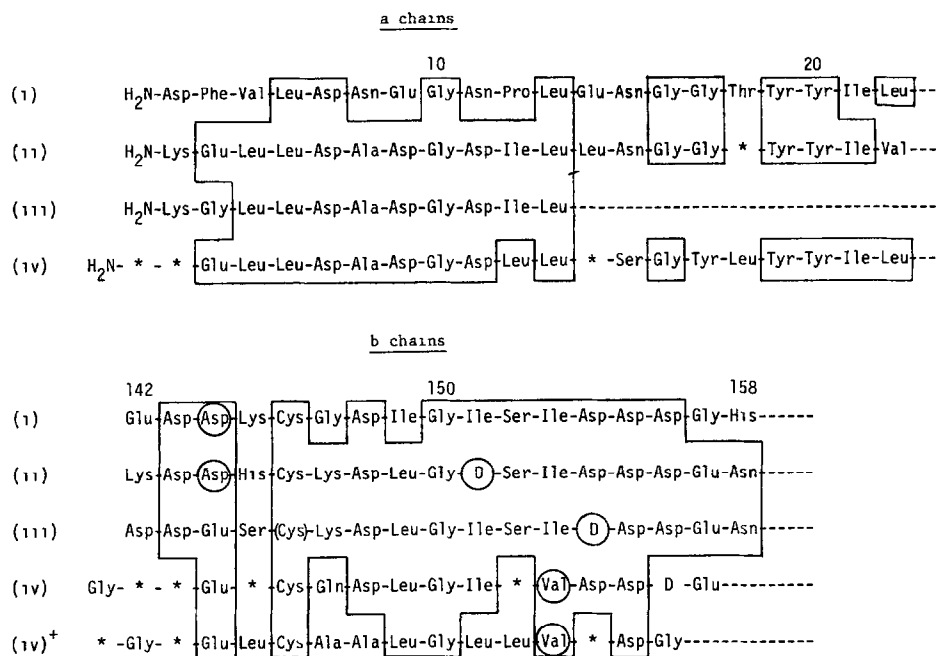 a chains
10 20
(i) H2N-Asp-Phe-Val-Leu-Asp-Asn-Glu-Gly-Asn-Pro-Leu-Glu-Asn-Gly-Gly-Thr-Tyr-Tyr-Ile-Leu---
(ii) H2N-Lys-Glu-Leu-Leu-Asp-Ala-Asp-Gly-Asp-Ile-Leu-Leu-Asn-Gly-Gly- * -Tyr-Tyr-Ile-Val---
(iii) H2N-Lys-Gly-Leu-Leu-Asp-Ala-Asp-Gly-Asp-Ile-Leu-----------------------------
(iv) H2N- * - * -Glu-Leu-Leu-Asp-Ala-Asp-Gly-Asp-Leu-Leu- * -Ser-Gly-Tyr-Leu-Tyr-Tyr-Ile-Leu---
b chains
142 150 158
(i) Glu-Asp-Asp-Lys-Cys-Gly-Asp-Ile-Gly-Ile-Ser-Ile-Asp-Asp-Asp-Gly-His------
(ii) Lys-Asp-Asp-His-Cys-Lys-Asp-Leu-Gly- D -Ser-Ile-Asp-Asp-Asp-Glu-Asn------
(iii) Asp-Asp-Glu-Ser-(Cys)-Lys-Asp-Leu-Gly-Ile-Ser-Ile- D -Asp-Asp-Glu-Asn------
(iv) Gly- * - * -Glu- * -Cys-Gln-Asp-Leu-Gly-Ile- * -Val-Asp-Asp- D -Glu--------
(iv)+ * -Gly- * -Glu-Leu-Cys-Ala-Ala-Leu-Gly-Leu-Leu-Val- * -Asp-Gly-----------